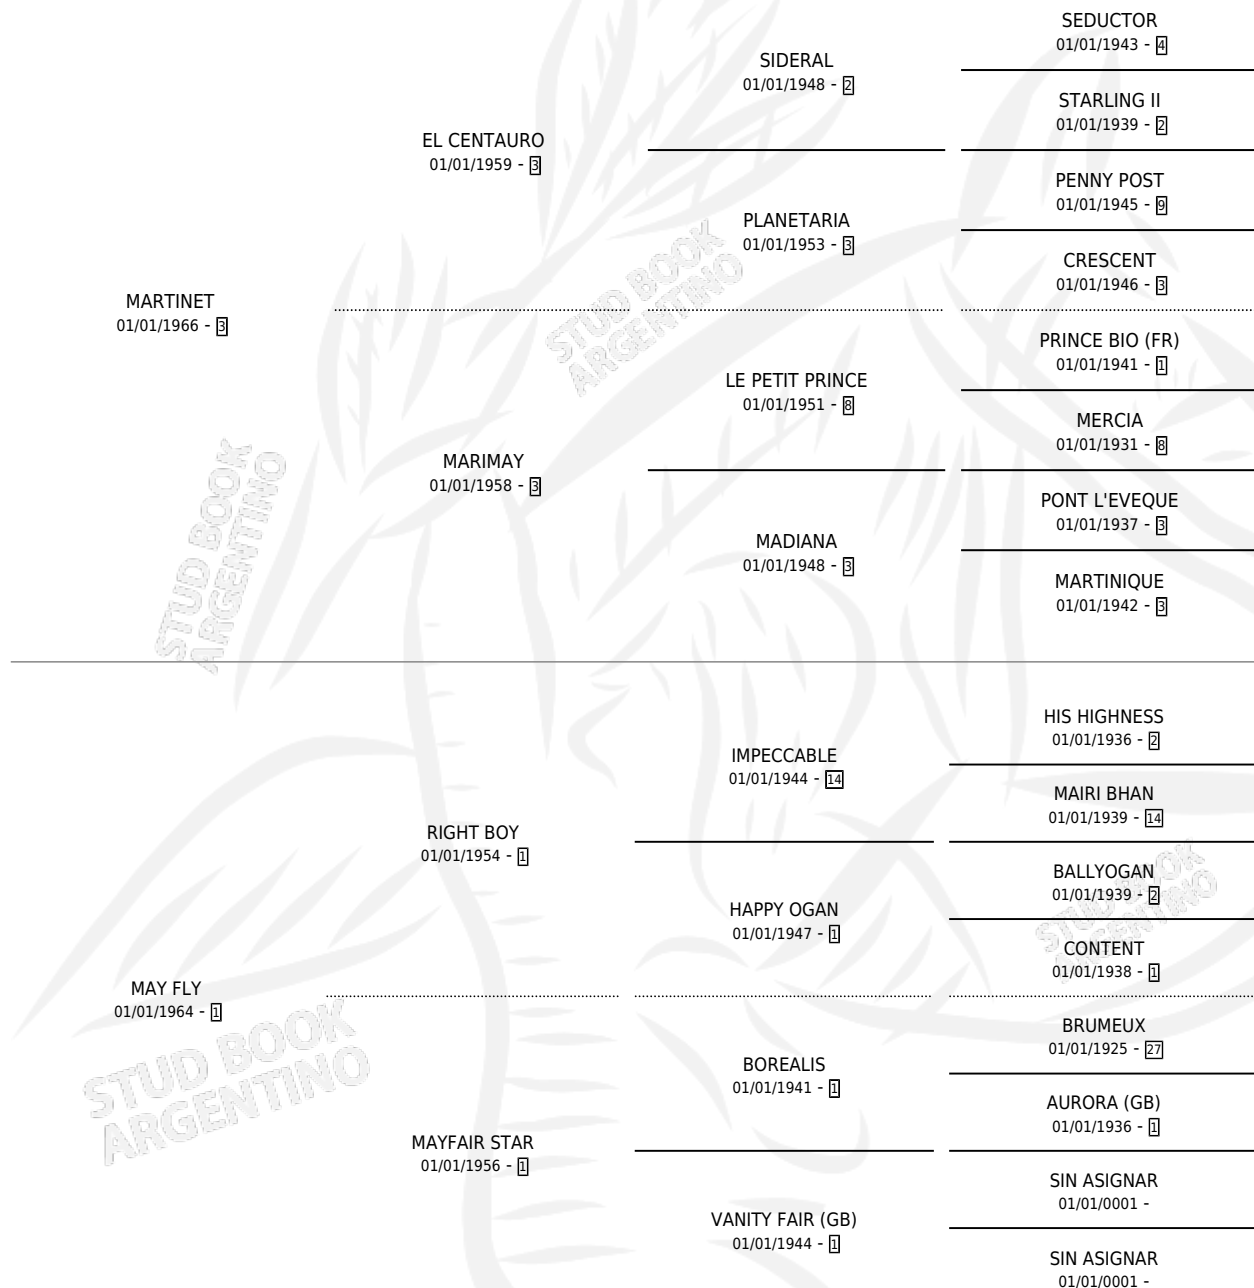 SEDUCTOR
01/01/1943 - 4
SIDERAL
01/01/1948 - 2
STARLING II
01/01/1939 - 2
EL CENTAURO
01/01/1959 - 3
PENNY POST
01/01/1945 - 9
PLANETARIA
01/01/1953 - 3
CRESCENT
01/01/1946 - 3
MARTINET
01/01/1966 - 3
PRINCE BIO (FR)
01/01/1941 - 1
LE PETIT PRINCE
01/01/1951 - 8
MERCIA
01/01/1931 - 8
MARIMAY
01/01/1958 - 3
PONT L'EVEQUE
01/01/1937 - 3
MADIANA
01/01/1948 - 3
MARTINIQUE
01/01/1942 - 3
HIS HIGHNESS
01/01/1936 - 2
IMPECCABLE
01/01/1944 - 14
MAIRI BHAN
01/01/1939 - 14
RIGHT BOY
01/01/1954 - 1
BALLYOGAN
01/01/1939 - 2
HAPPY OGAN
01/01/1947 - 1
CONTENT
01/01/1938 - 1
MAY FLY
01/01/1964 - 1
BRUMEUX
01/01/1925 - 27
BOREALIS
01/01/1941 - 1
AURORA (GB)
01/01/1936 - 1
MAYFAIR STAR
01/01/1956 - 1
SIN ASIGNAR
01/01/0001 -
VANITY FAIR (GB)
01/01/1944 - 1
SIN ASIGNAR
01/01/0001 -
STUD BOOK
ARGENTINO
STUD BOOK
ARGENTINO
STUD BOOK
ARGENTINO
STUD BOOK
ARGENTINO